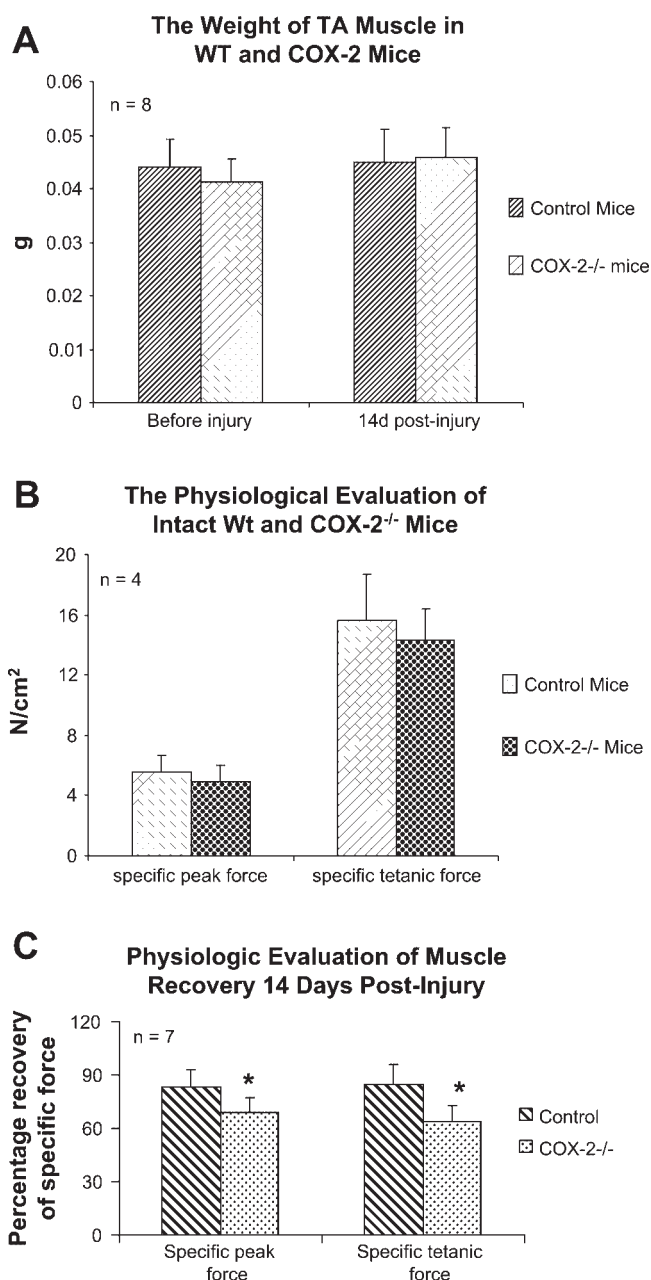 A
The Weight of TA Muscle in
WT and COX-2 Mice
0.06
n = 8
0.05
0.04
0.03
g
0.02
0.01
0
Before injury
14d post-injury
Control Mice
COX-2-/- mice
B
The Physiological Evaluation of
Intact Wt and COX-2-/- Mice
20
n = 4
16
12
N/cm2
8
4
0
specific peak force
specific tetanic force
Control Mice
COX-2-/- Mice
C
Physiologic Evaluation of Muscle
Recovery 14 Days Post-Injury
120
n = 7
90
*
*
60
Percentage recovery
of specific force
30
0
Specific peak
force
Specific tetanic
force
Control
COX-2-/-